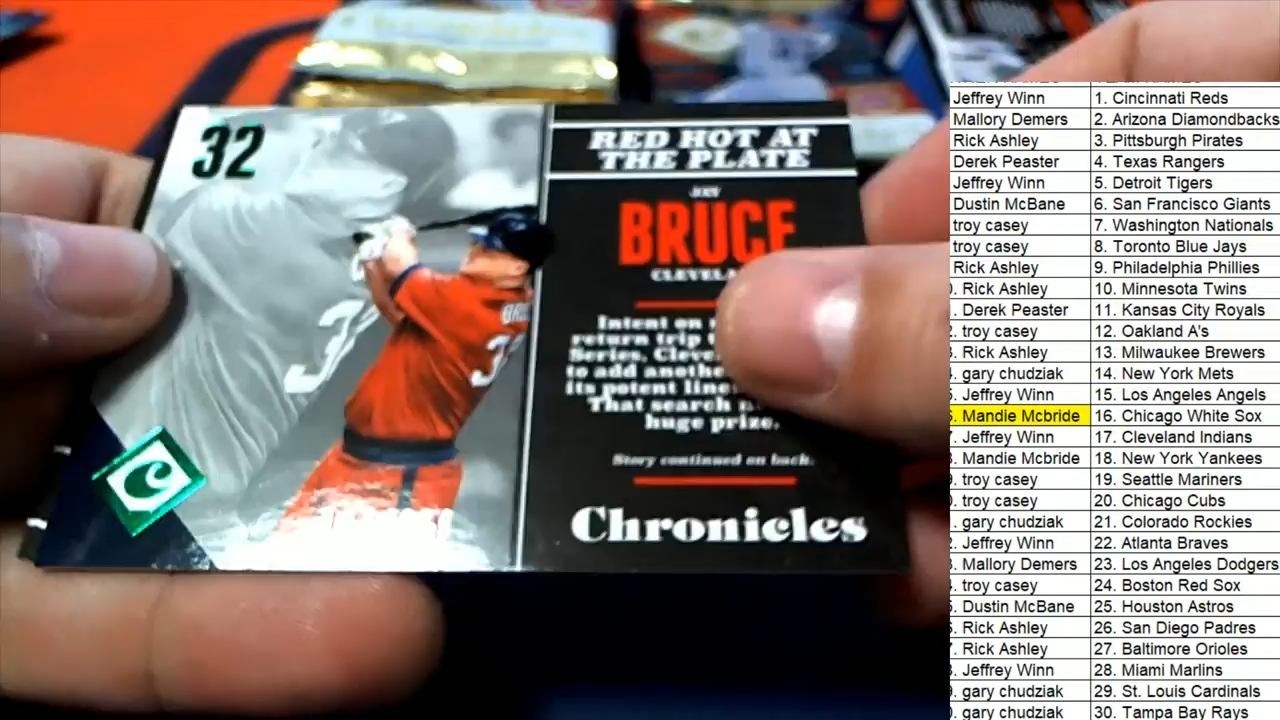 32
RED HOT AT
THE PLATE
JAY
BRUCE
Intent on
return trip
Series,
to add another
its potent
That search
huge prize.
Story continued on back.
Chronicles
C
Jeffrey Winn 1. Cincinnati Reds
Mallory Demers 2. Arizona Diamondbacks
Rick Ashley 3. Pittsburgh Pirates
Derek Peaster 4. Texas Rangers
Jeffrey Winn 5. Detroit Tigers
Dustin McBane 6. San Francisco Giants
troy casey 7. Washington Nationals
troy casey 8. Toronto Blue Jays
Rick Ashley 9. Philadelphia Phillies
Rick Ashley 10. Minnesota Twins
Derek Peaster 11. Kansas City Royals
troy casey 12. Oakland A's
Rick Ashley 13. Milwaukee Brewers
gary chudziak 14. New York Mets
Jeffrey Winn 15. Los Angeles Angels
Mandie Mcbride 16. Chicago White Sox
Jeffrey Winn 17. Cleveland Indians
Mandie Mcbride 18. New York Yankees
troy casey 19. Seattle Mariners
troy casey 20. Chicago Cubs
gary chudziak 21. Colorado Rockies
Jeffrey Winn 22. Atlanta Braves
Mallory Demers 23. Los Angeles Dodgers
troy casey 24. Boston Red Sox
Dustin McBane 25. Houston Astros
Rick Ashley 26. San Diego Padres
Rick Ashley 27. Baltimore Orioles
Jeffrey Winn 28. Miami Marlins
gary chudziak 29. St. Louis Cardinals
gary chudziak 30. Tampa Bay Rays